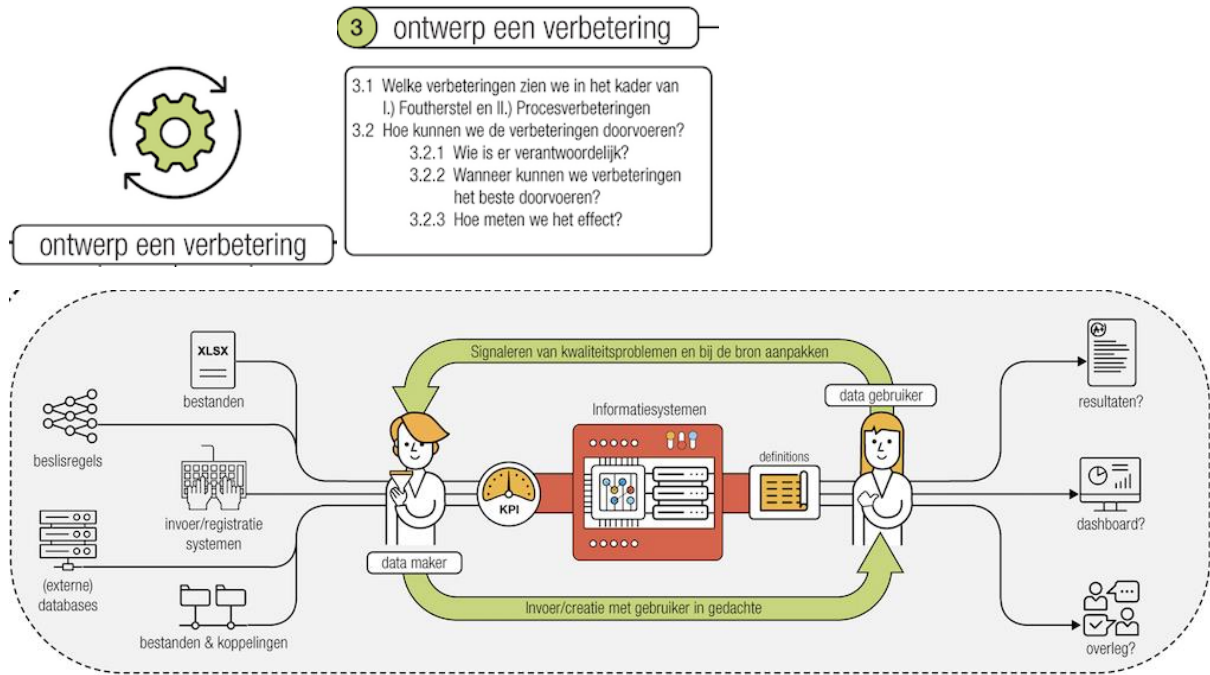 3 ontwerp een verbetering
3.1 Welke verbeteringen zien we in het kader van
I.) Foutherstel en II.) Procesverbeteringen
3.2 Hoe kunnen we de verbeteringen doorvoeren?
3.2.1 Wie is er verantwoordelijk?
3.2.2 Wanneer kunnen we verbeteringen
het beste doorvoeren?
3.2.3 Hoe meten we het effect?
ontwerp een verbetering
XLSX
bestanden
beslisregels
invoer/registratie
systemen
(externe)
databases
bestanden & koppelingen
Signaleren van kwaliteitsproblemen en bij de bron aanpakken
data maker
KPI
Informatiesystemen
definitions
data gebruiker
Invoer/creatie met gebruiker in gedachte
A+
resultaten?
dashboard?
overleg?